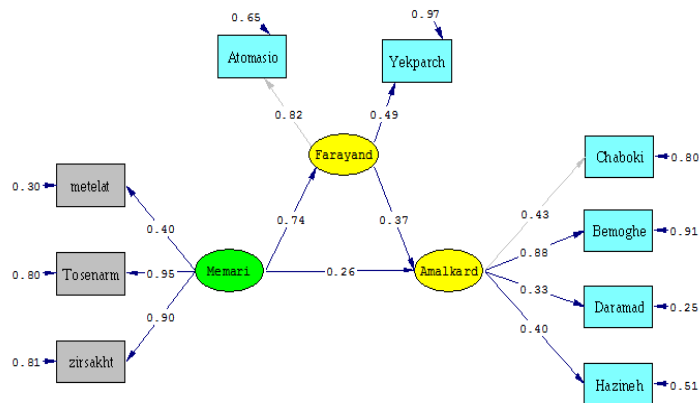 0.65
0.97
Atomasio
Yekparch
0.82
0.49
Farayand
Chaboki
0.80
0.30
metelat
0.43
0.40
0.74
0.37
Bemoghe
0.91
0.88
0.80
Tosenarm
0.95
Memari
0.26
Amalkard
0.33
Daramad
0.25
0.90
0.40
0.81
zirsakht
Hazineh
0.51